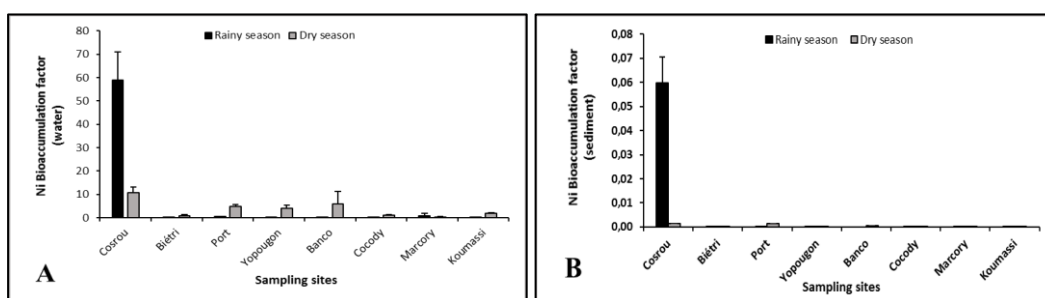 Rainy season Dry season
Ni Bioaccumulation factor
(water)
80
70
60
50
40
30
20
10
0
Cosrou Biétri Port Yopougon Banco Cocody Marcory Koumassi
Sampling sites
A
Rainy season Dry season
Ni Bioaccumulation factor
(sediment)
0,08
0,07
0,06
0,05
0,04
0,03
0,02
0,01
0,00
Cosrou Biétri Port Yopougon Banco Cocody Marcory Koumassi
Sampling sites
B